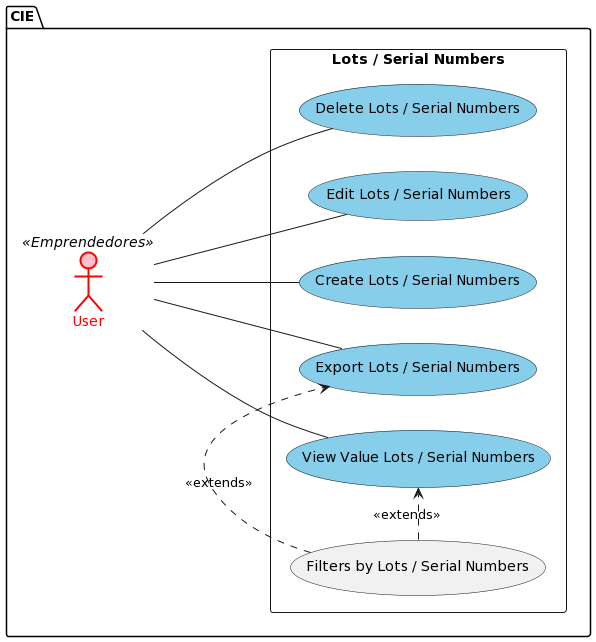 CIE
Lots / Serial Numbers
Delete Lots / Serial Numbers
Edit Lots / Serial Numbers
«Emprendedores»
User
Create Lots / Serial Numbers
Export Lots / Serial Numbers
View Value Lots / Serial Numbers
«extends»
«extends»
Filters by Lots / Serial Numbers